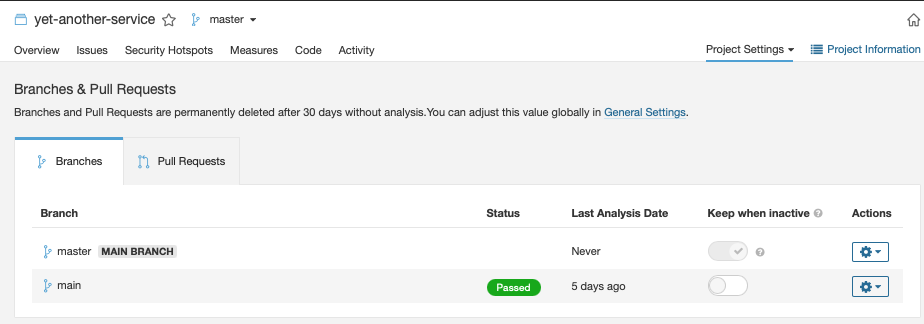 yet-another-service master
Overview Issues Security Hotspots Measures Code Activity Project Settings Project Information
Branches & Pull Requests
Branches and Pull Requests are permanently deleted after 30 days without analysis.You can adjust this value globally in General Settings.
Branches Pull Requests
Branch Status Last Analysis Date Keep when inactive ? Actions
master MAIN BRANCH Never ?
main Passed 5 days ago